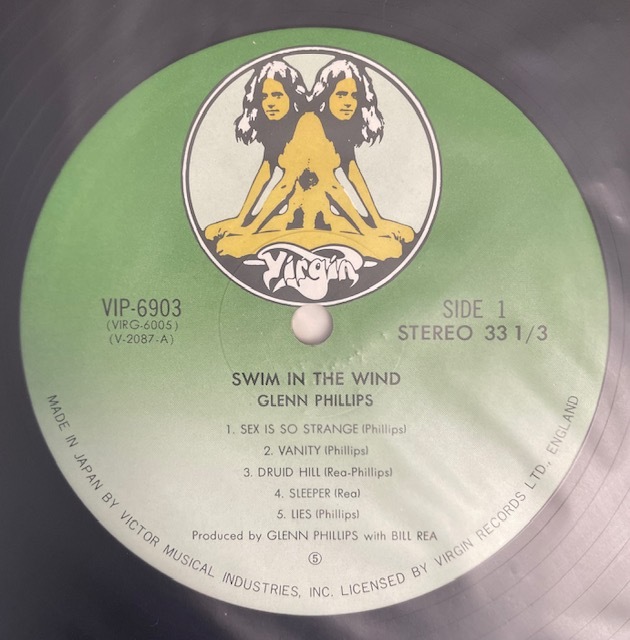 Virgin
VIP-6903
(VIRG-6005)
(V-2087-A)
SIDE 1
STEREO 33 1/3
SWIM IN THE WIND
GLENN PHILLIPS
1. SEX IS SO STRANGE (Phillips)
2. VANITY (Phillips)
3. DRUID HILL (Rea-Phillips)
4. SLEEPER (Rea)
5. LIES (Phillips)
Produced by GLENN PHILLIPS with BILL REA
⑤
MADE IN JAPAN BY VICTOR MUSICAL INDUSTRIES, INC. LICENSED BY VIRGIN RECORDS LTD., ENGLAND